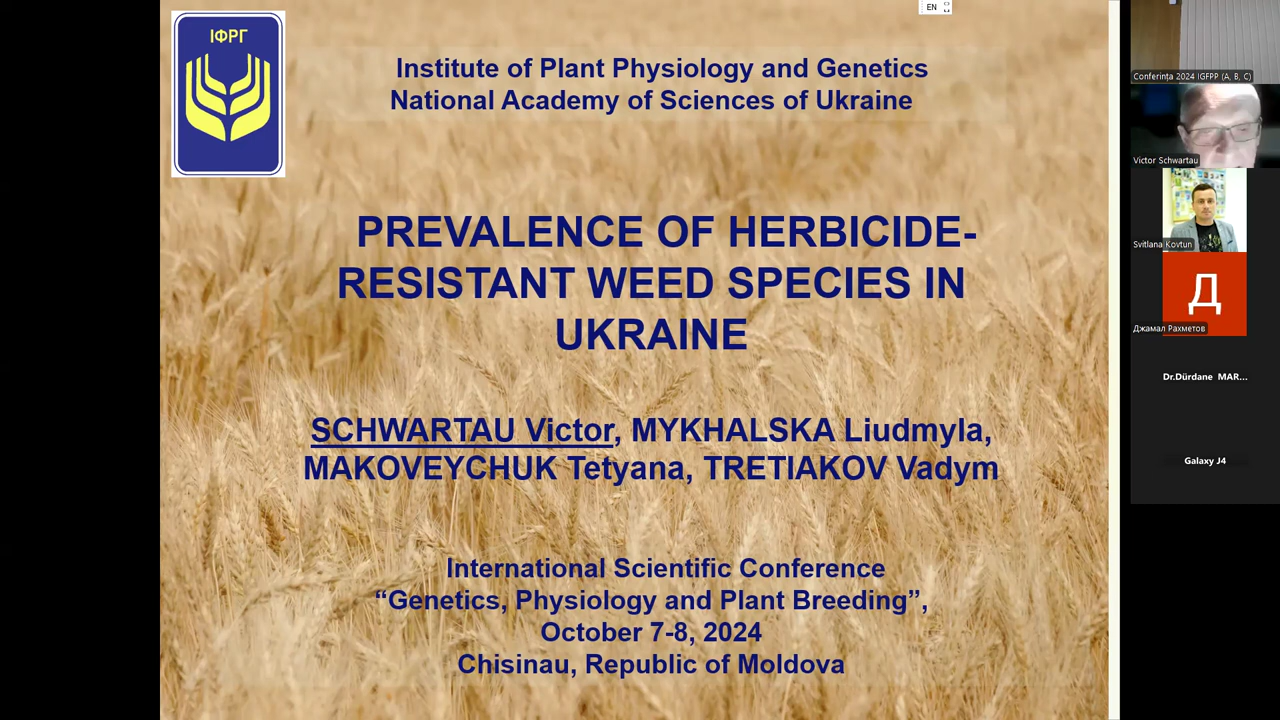 ІФРГ
Institute of Plant Physiology and Genetics
National Academy of Sciences of Ukraine
PREVALENCE OF HERBICIDE-
RESISTANT WEED SPECIES IN
UKRAINE
SCHWARTAU Victor, MYKHALSKA Liudmyla,
MAKOVEYCHUK Tetyana, TRETIAKOV Vadym
International Scientific Conference
“Genetics, Physiology and Plant Breeding”,
October 7-8, 2024
Chisinau, Republic of Moldova
EN
Conferința 2024 IGFPP (A, B, C)
Victor Schwartau
Svitlana Kovtun
Д
Джамал Рахметов
Dr.Dürdane MAR...
Galaxy J4